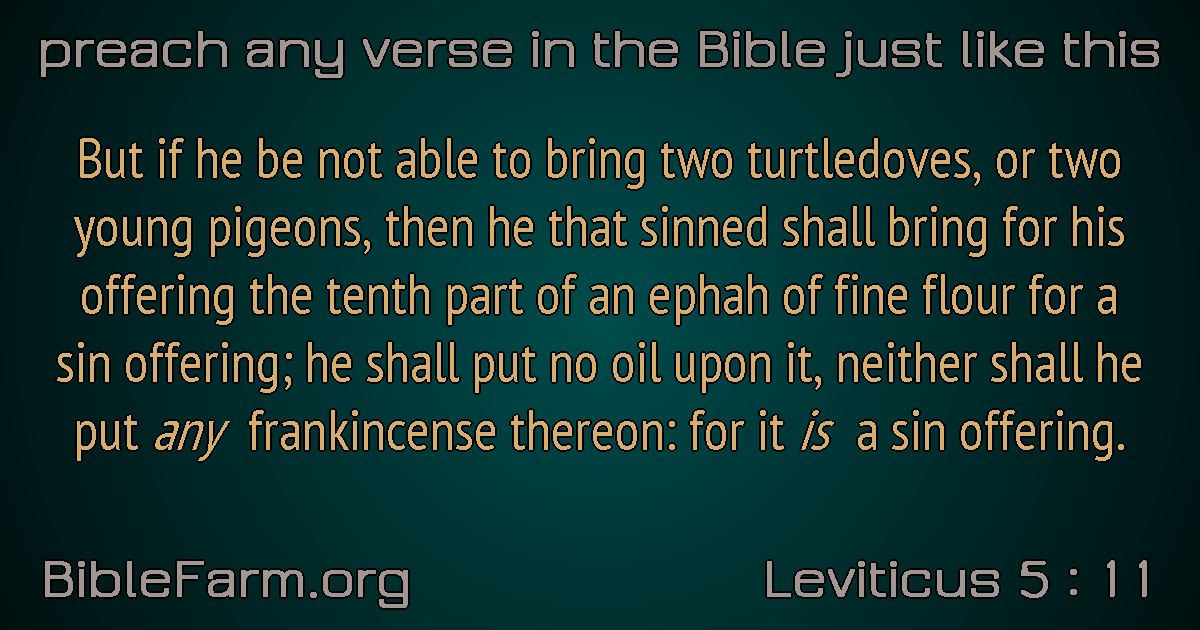 preach any verse in the Bible just like this
But if he be not able to bring two turtledoves, or two
young pigeons, then he that sinned shall bring for his
offering the tenth part of an ephah of fine flour for a
sin offering; he shall put no oil upon it, neither shall he
put any frankincense thereon: for it is a sin offering.
BibleFarm.org
Leviticus 5 : 11